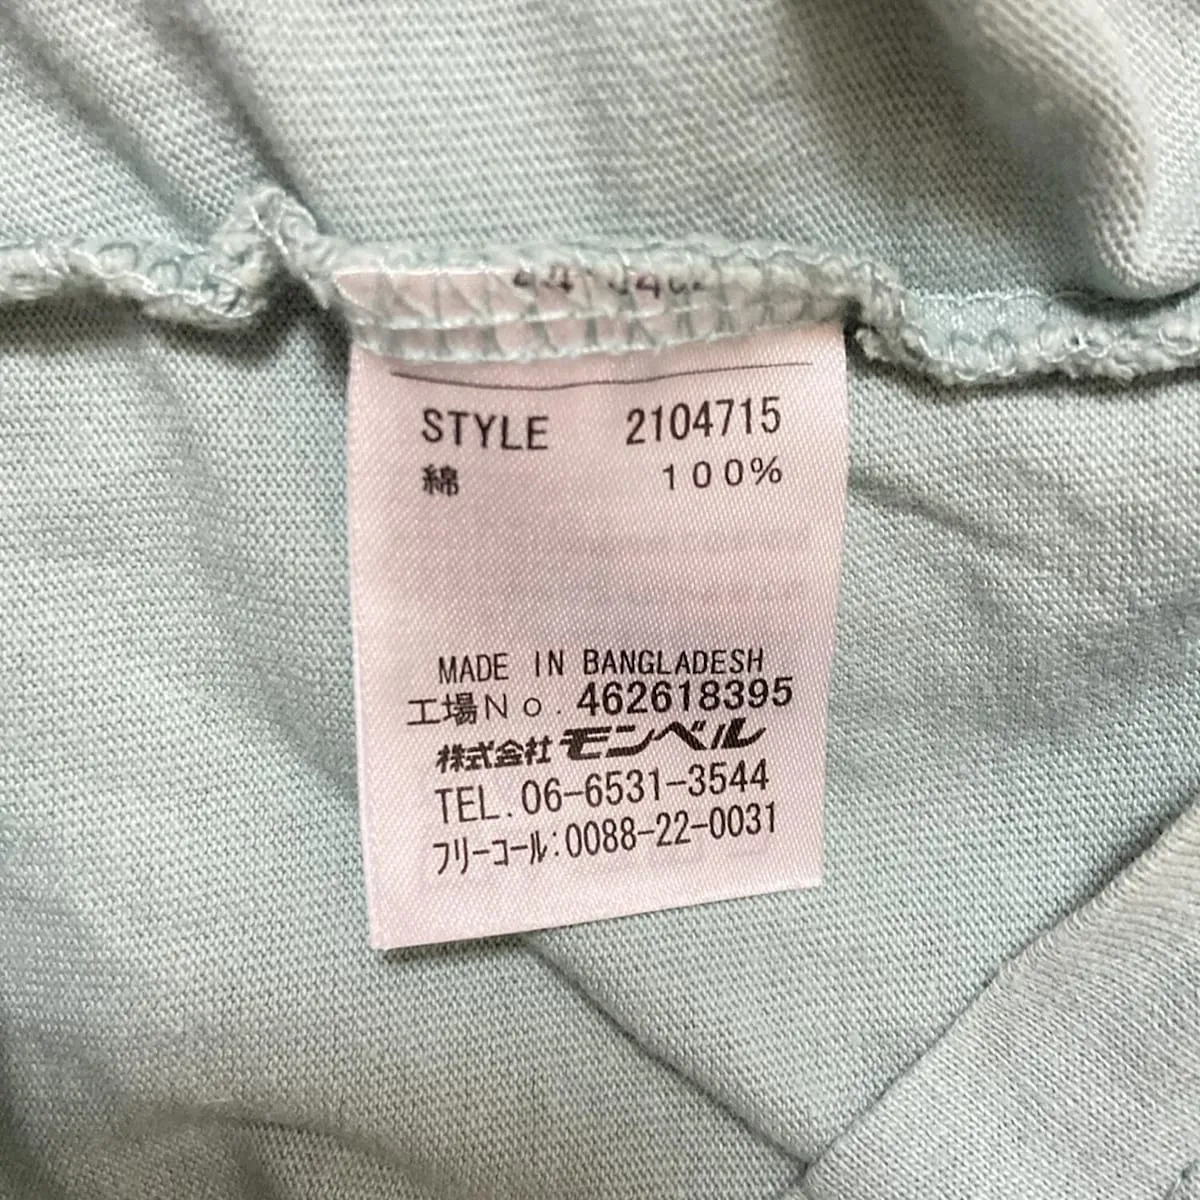 STYLE 2104715
綿 100%
MADE IN BANGLADESH
工場No. 462618395
株式会社モンベル
TEL.06-6531-3544
フリーコール:0088-22-0031